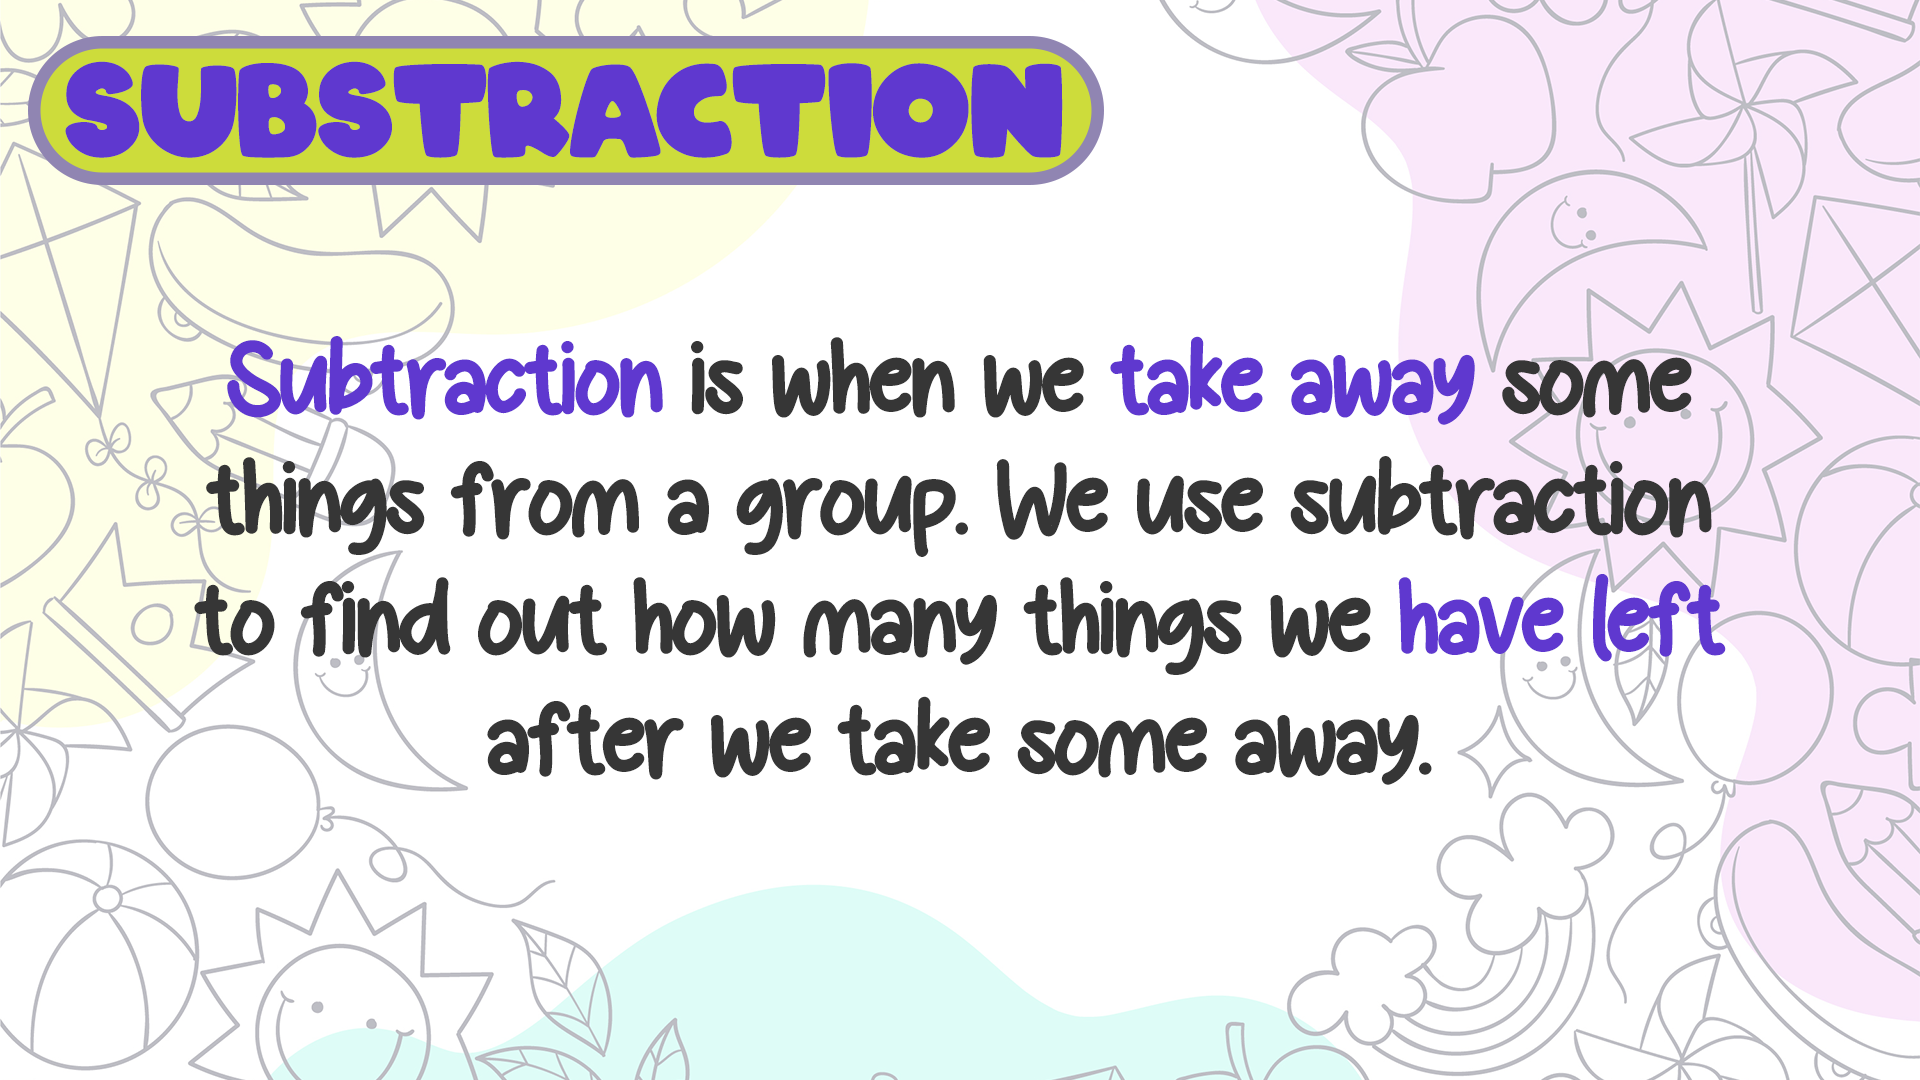 SUBSTRACTION
Subtraction is when we take away some
things from a group. We use subtraction
to find out how many things we have left
after we take some away.